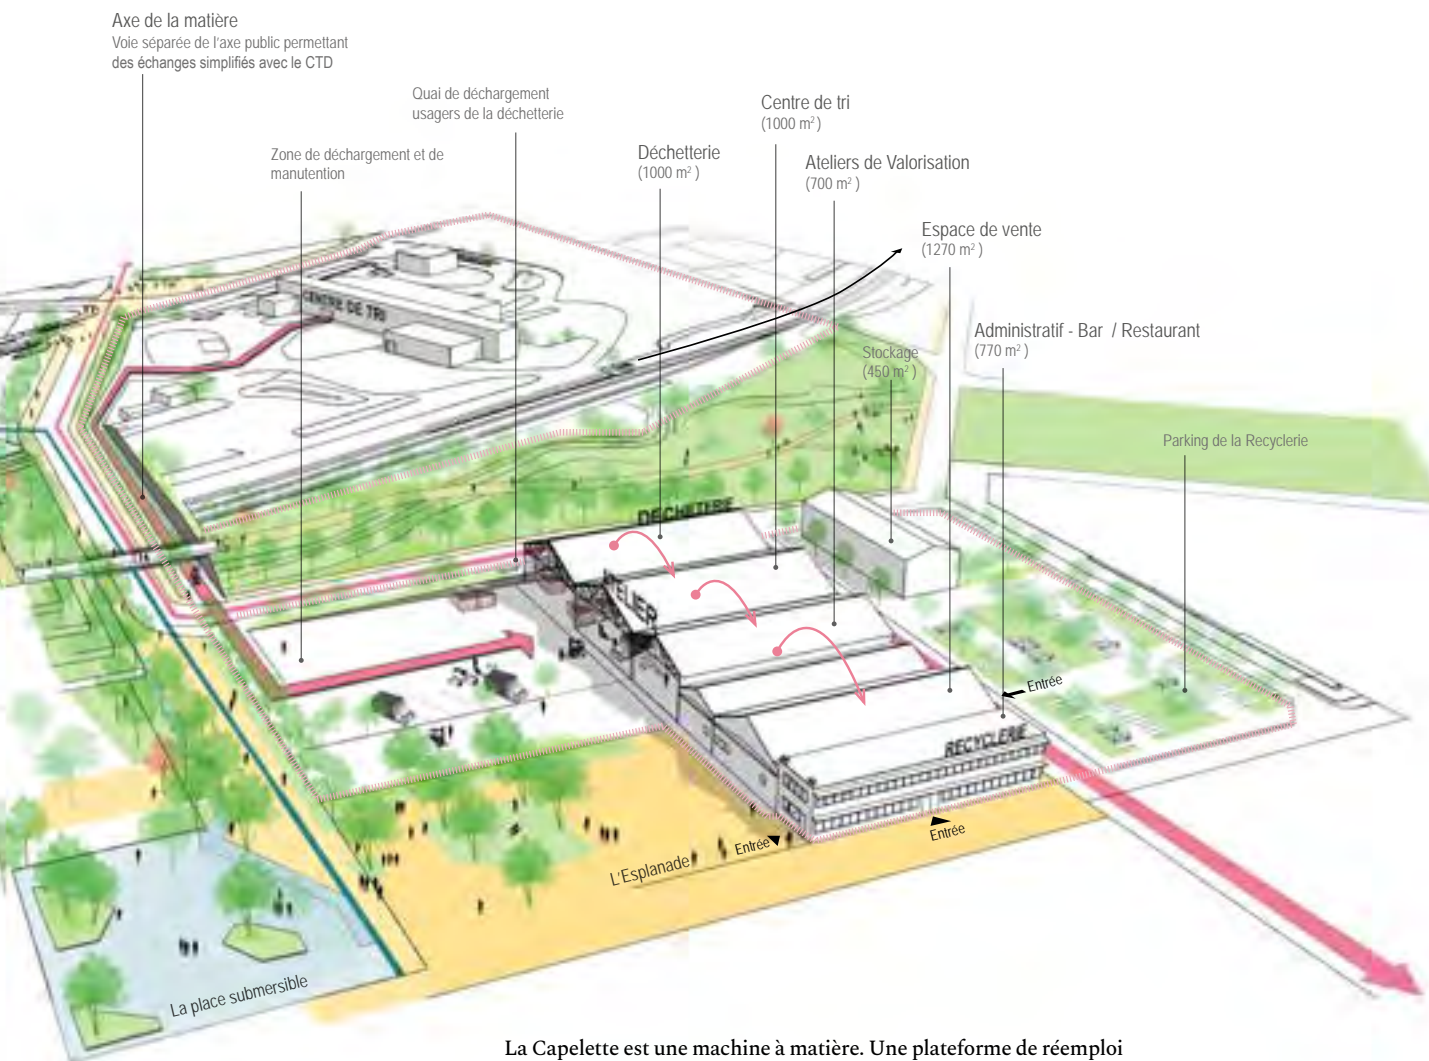 Axe de la matière
Voie séparée de l'axe public permettant
des échanges simplifiés avec le CTD
Quai de déchargement
usagers de la déchetterie
Zone de déchargement et de
manutention
Déchetterie
(1000 m²)
Centre de tri
(1000 m²)
Ateliers de Valorisation
(700 m²)
Espace de vente
(1270 m²)
Administratif - Bar / Restaurant
(770 m²)
Stockage
(450 m²)
Parking de la Recyclerie
CENTRE DE TRI
DECHETERIE
ATELIER
Entrée
RECYCLERIE
Entrée
Entrée
L'Esplanade
La place submersible
La Capelette est une machine à matière. Une plateforme de réemploi